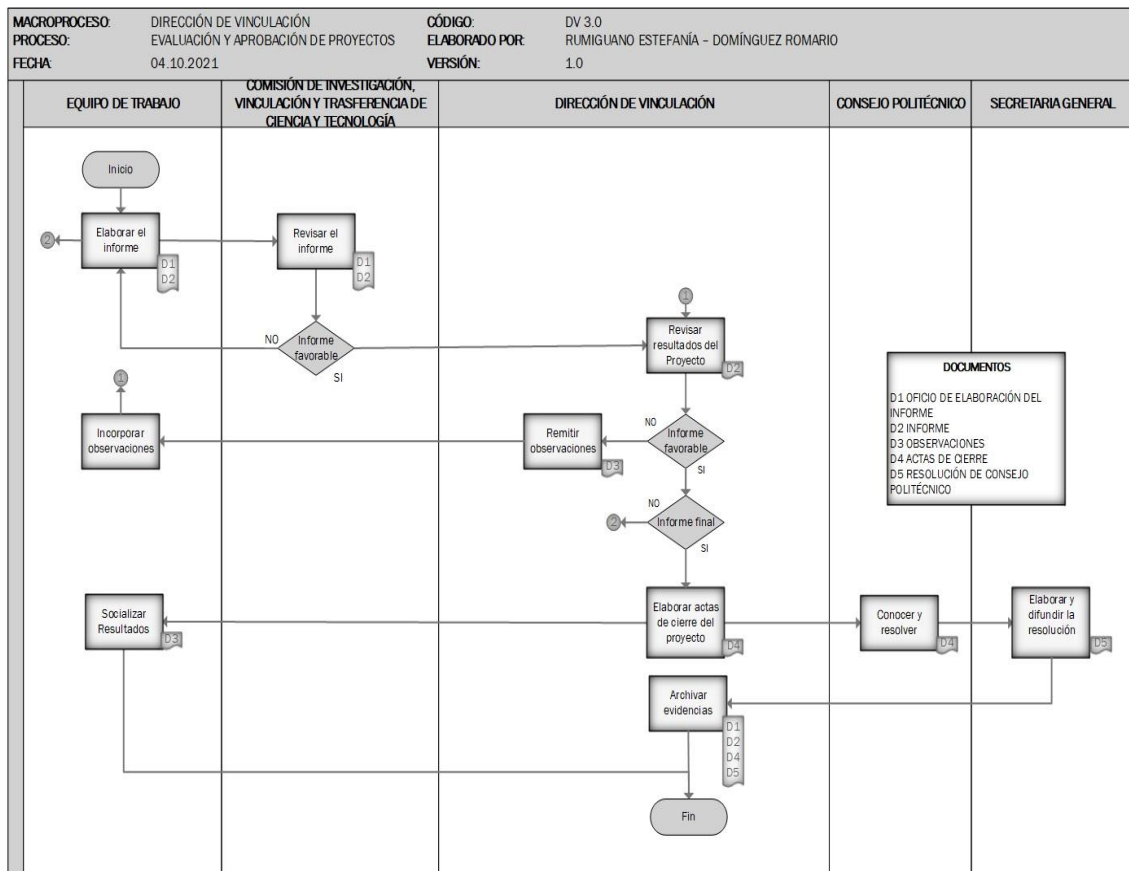 MACROPROCESO: DIRECCIÓN DE VINCULACIÓN CÓDIGO: DV 3.0
PROCESO: EVALUACIÓN Y APROBACIÓN DE PROYECTOS ELABORADO POR: RUMIGUANO ESTEFANÍA – DOMÍNGUEZ ROMARIO
FECHA: 04.10.2021 VERSIÓN: 1.0
EQUIPO DE TRABAJO
COMISIÓN DE INVESTIGACIÓN,
VINCULACIÓN Y TRASFERENCIA DE
CIENCIA Y TECNOLOGÍA
DIRECCIÓN DE VINCULACIÓN
CONSEJO POLITÉCNICO
SECRETARIA GENERAL
Inicio
2
Elaborar el
informe
D1
D2
Revisar el
informe
D1
D2
NO
Informe
favorable
SI
1
Revisar
resultados del
Proyecto
D2
DOCUMENTOS
D1 OFICIO DE ELABORACIÓN DEL
INFORME
D2 INFORME
D3 OBSERVACIONES
D4 ACTAS DE CIERRE
D5 RESOLUCIÓN DE CONSEJO
POLITÉCNICO
1
Incorporar
observaciones
Remitir
observaciones
D3
NO
Informe
favorable
SI
NO
2
Informe final
SI
Socializar
Resultados
D3
Elaborar actas
de cierre del
proyecto
D4
Conocer y
resolver
D4
Elaborar y
difundir la
resolución
D5
Archivar
evidencias
D1
D2
D4
D5
Fin